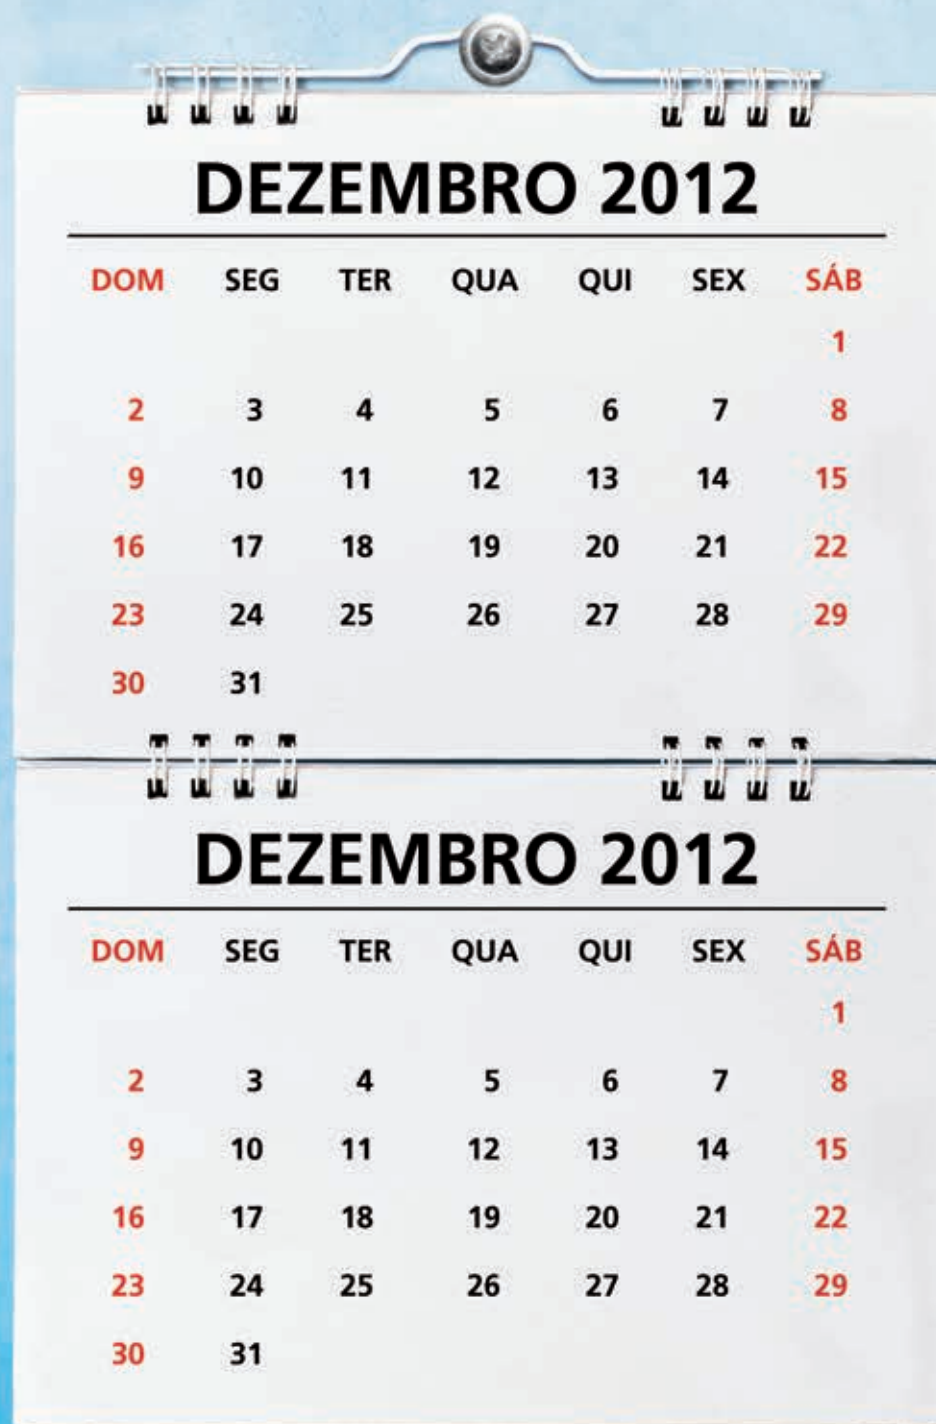 DEZEMBRO 2012
DOM SEG TER QUA QUI SEX SÁB
1
2 3 4 5 6 7 8
9 10 11 12 13 14 15
16 17 18 19 20 21 22
23 24 25 26 27 28 29
30 31
DEZEMBRO 2012
DOM SEG TER QUA QUI SEX SÁB
1
2 3 4 5 6 7 8
9 10 11 12 13 14 15
16 17 18 19 20 21 22
23 24 25 26 27 28 29
30 31